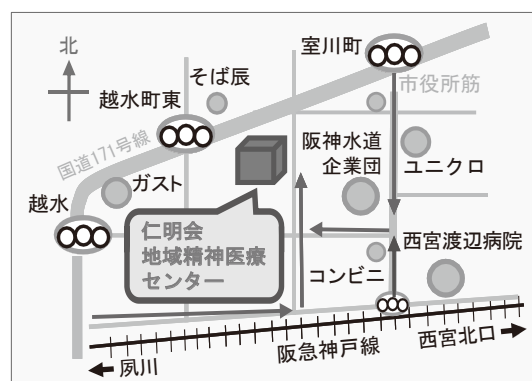 北
室川町
そば辰
越水町東
市役所筋
国道171号線
阪神水道
企業団
ユニクロ
ガスト
越水
仁明会
地域精神医療
センター
西宮渡辺病院
コンビニ
阪急神戸線
西宮北口
夙川